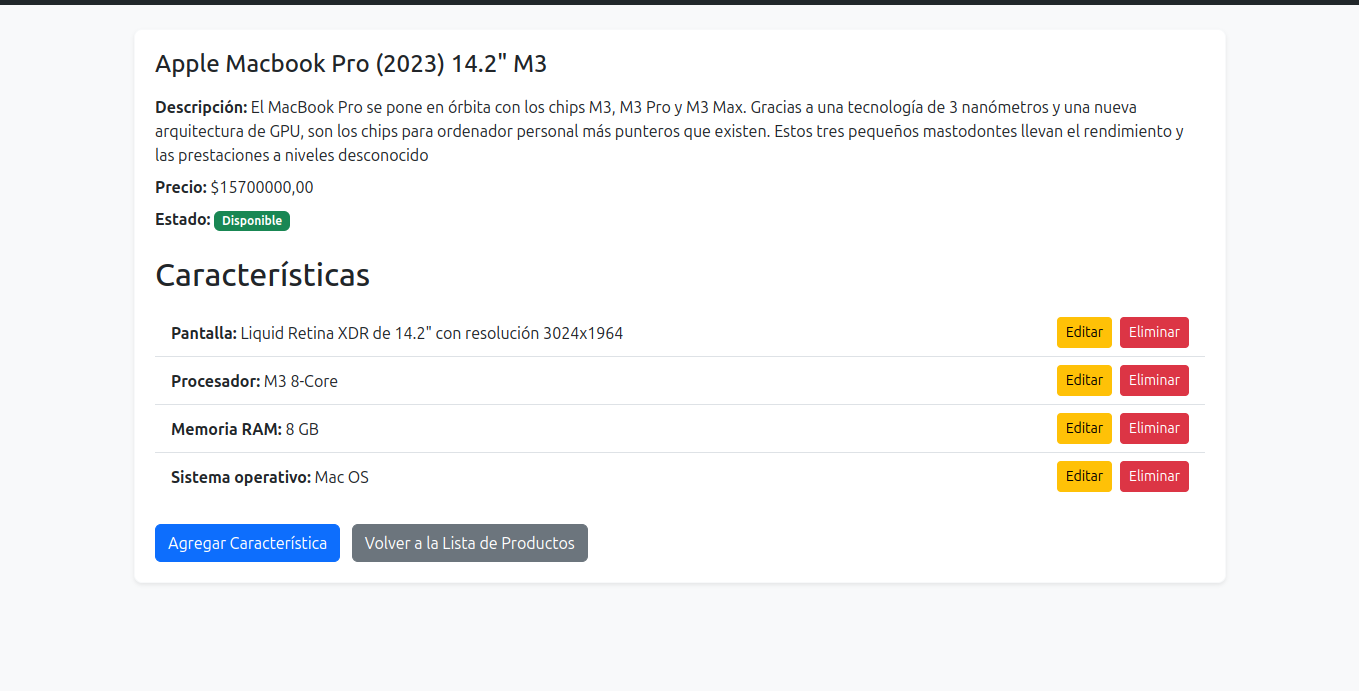 Apple Macbook Pro (2023) 14.2" M3
Descripción: El MacBook Pro se pone en órbita con los chips M3, M3 Pro y M3 Max. Gracias a una tecnología de 3 nanómetros y una nueva
arquitectura de GPU, son los chips para ordenador personal más punteros que existen. Estos tres pequeños mastodontes llevan el rendimiento y
las prestaciones a niveles desconocido
Precio: $15700000,00
Estado: Disponible
Características
Pantalla: Liquid Retina XDR de 14.2" con resolución 3024x1964 Editar Eliminar
Procesador: M3 8-Core Editar Eliminar
Memoria RAM: 8 GB Editar Eliminar
Sistema operativo: Mac OS Editar Eliminar
Agregar Característica Volver a la Lista de Productos